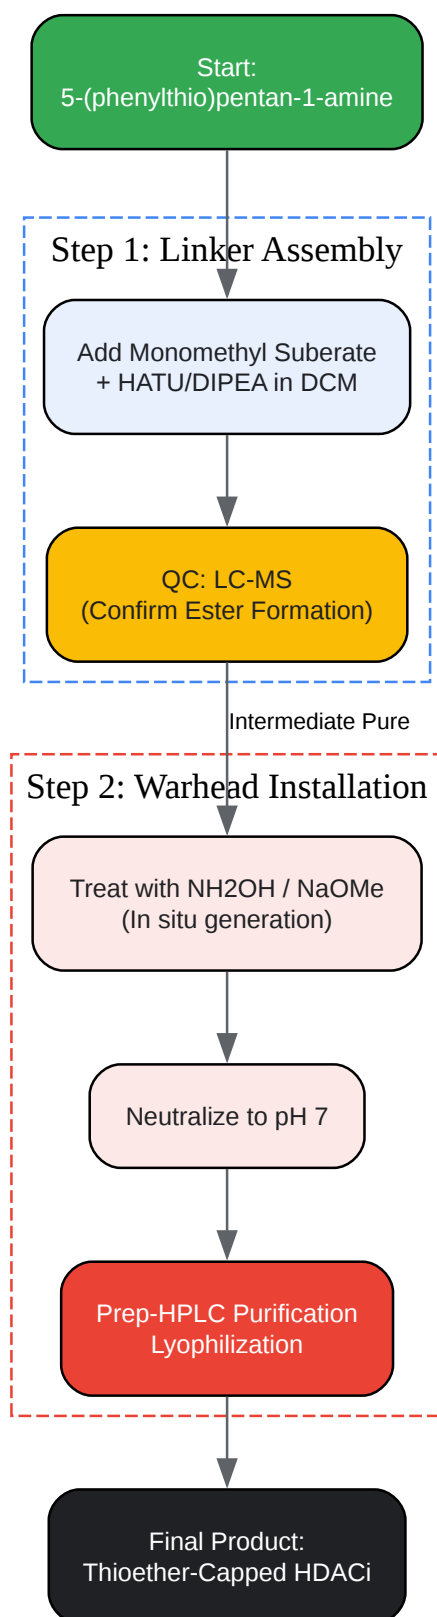 Start:
5-(phenylthio)pentan-1-amine
Step 1: Linker Assembly
Add Monomethyl Suberate
+ HATU/DIPEA in DCM
QC: LC-MS
(Confirm Ester Formation)
Intermediate Pure
Step 2: Warhead Installation
Treat with NH2OH / NaOMe
(In situ generation)
Neutralize to pH 7
Prep-HPLC Purification
Lyophilization
Final Product:
Thioether-Capped HDACi